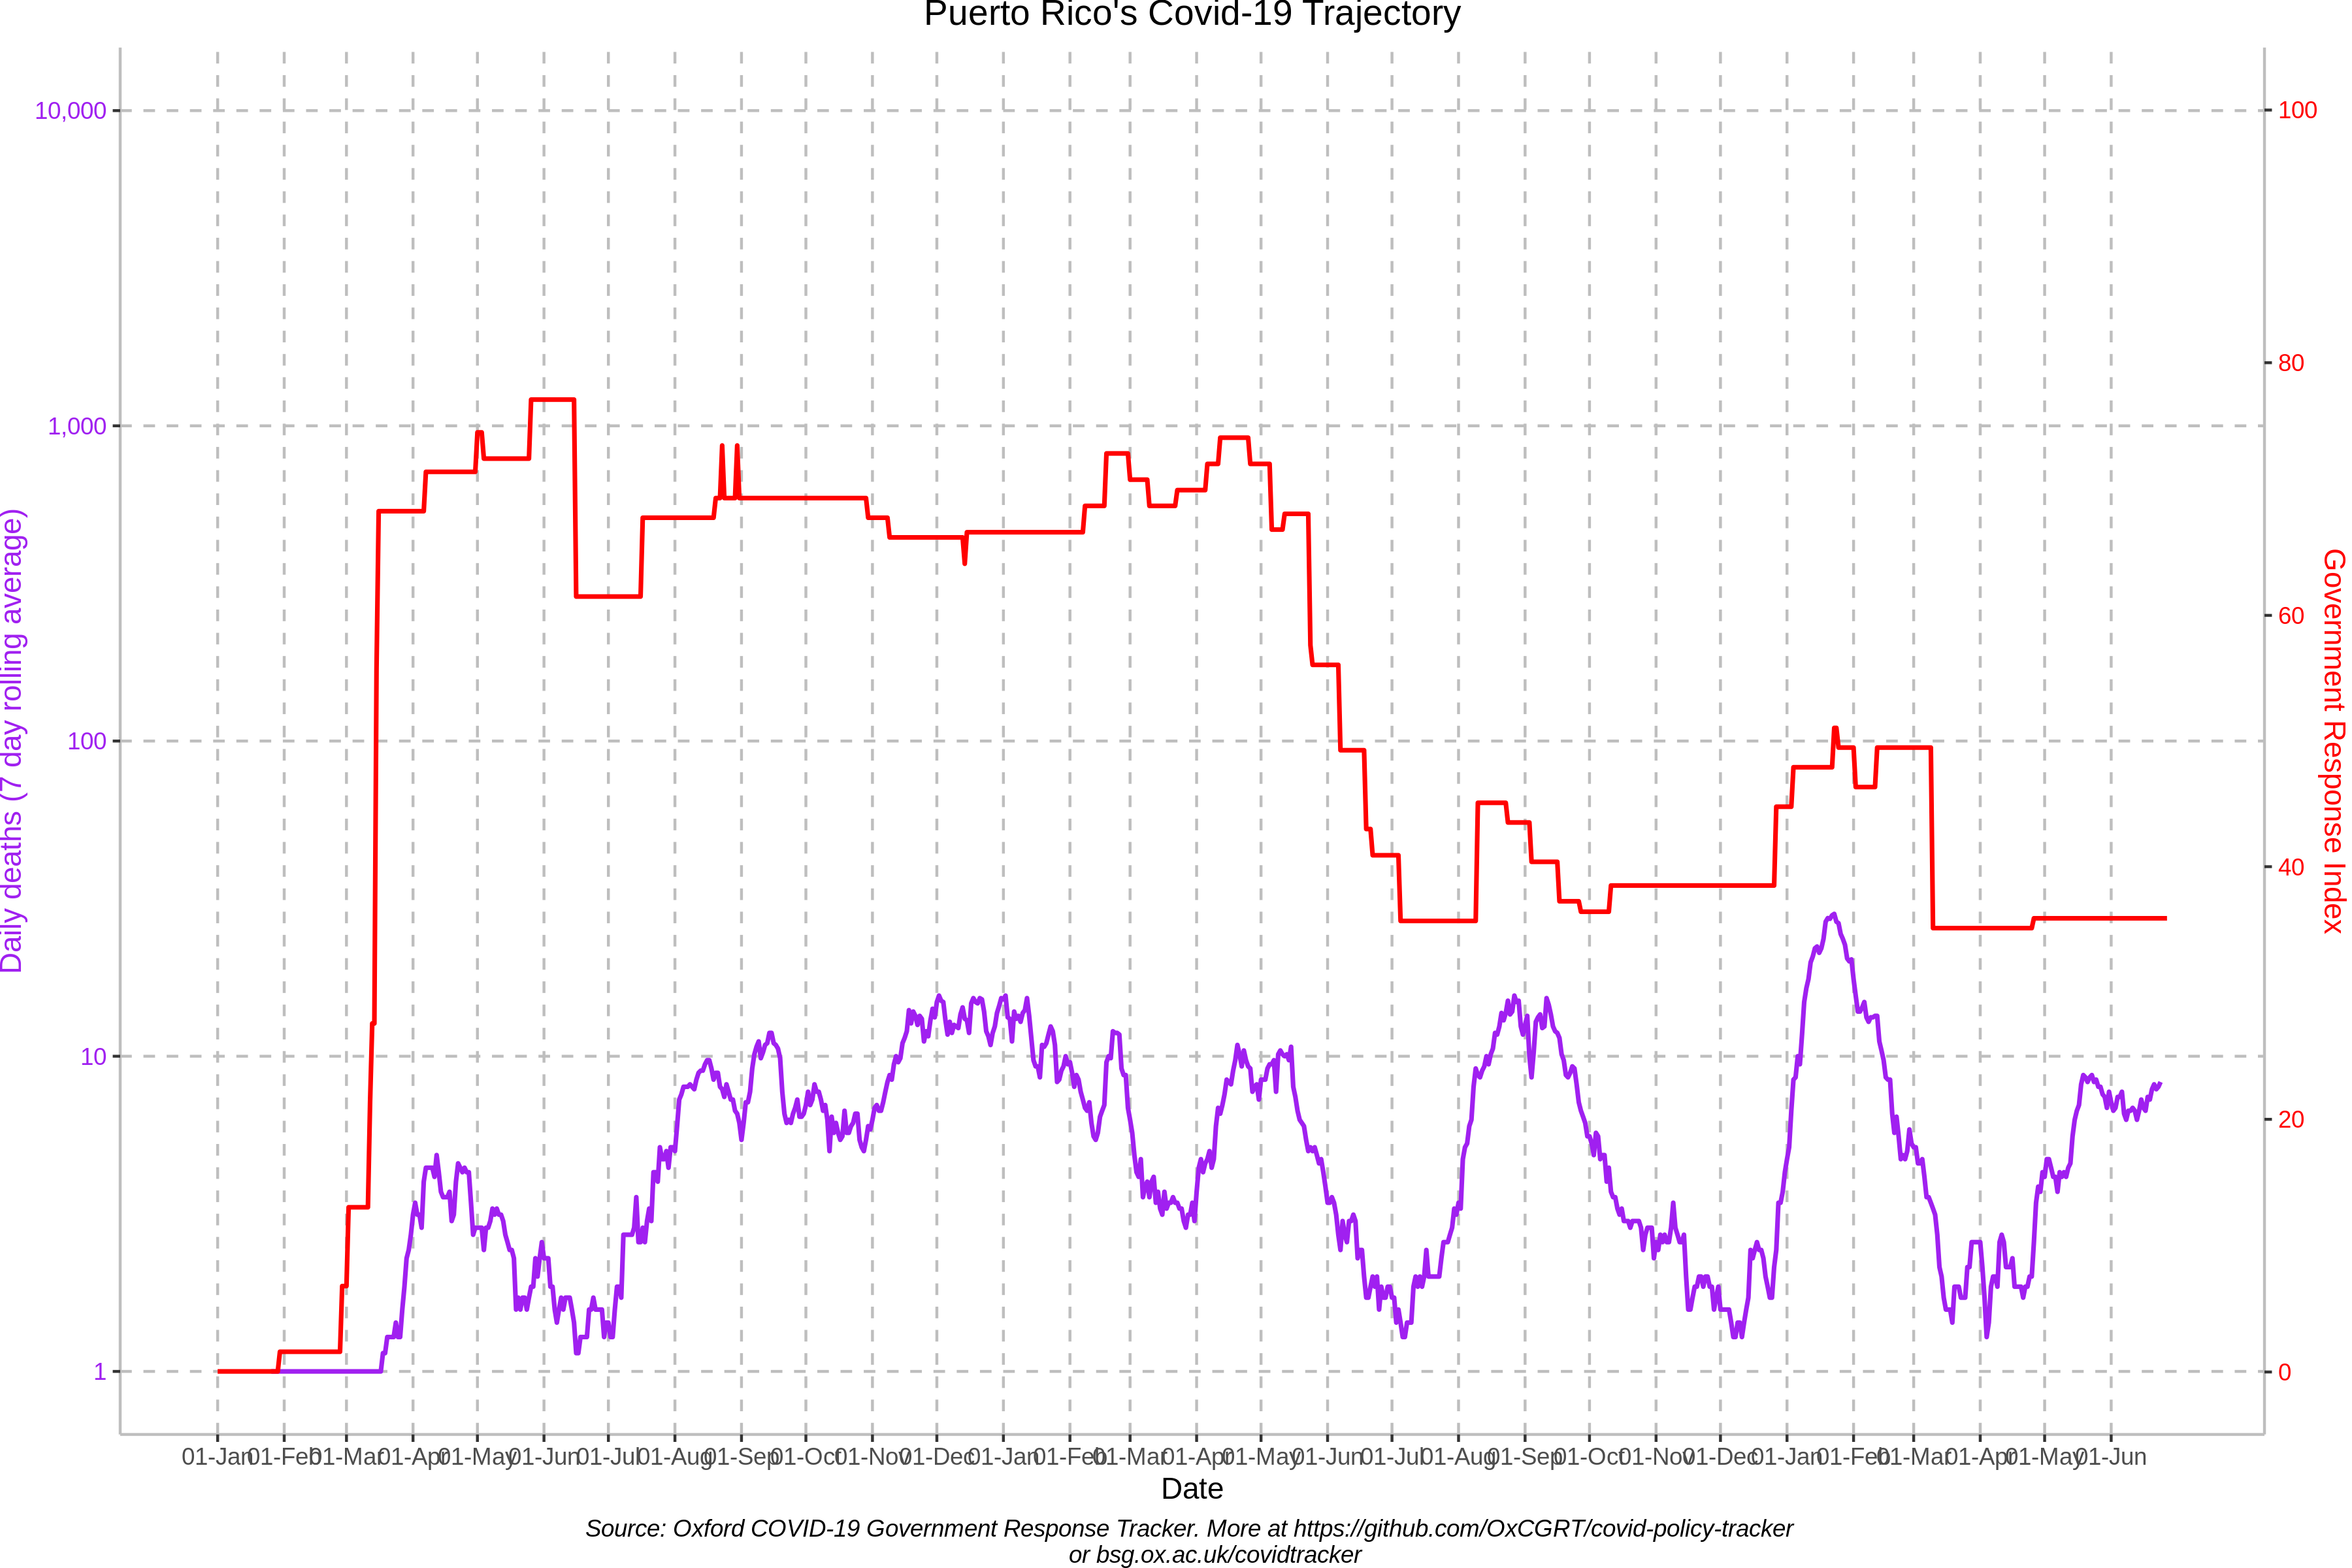 Puerto Rico's Covid-19 Trajectory
10,000
1,000
100
10
1
Daily deaths (7 day rolling average)
100
80
60
40
20
0
Government Response Index
01-Jan
01-Feb
01-Mar
01-Apr
01-May
01-Jun
01-Jul
01-Aug
01-Sep
01-Oct
01-Nov
01-Dec
01-Jan
01-Feb
01-Mar
01-Apr
01-May
01-Jun
01-Jul
01-Aug
01-Sep
01-Oct
01-Nov
01-Dec
01-Jan
01-Feb
01-Mar
01-Apr
01-May
01-Jun
Date
Source: Oxford COVID-19 Government Response Tracker. More at https://github.com/OxCGRT/covid-policy-tracker
or bsg.ox.ac.uk/covidtracker